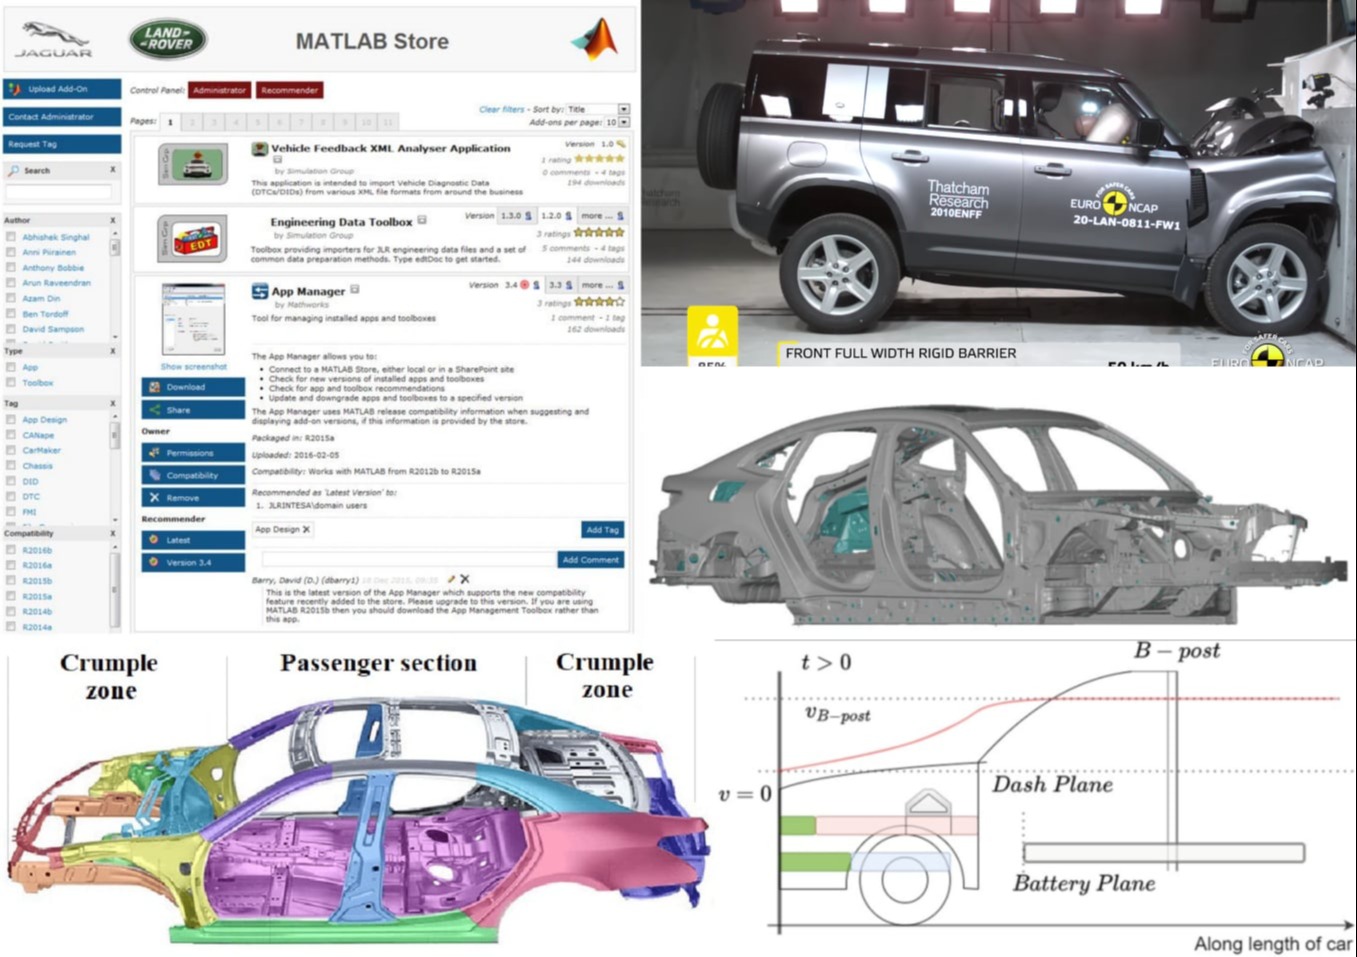 JAGUAR
LAND-
-ROVER
MATLAB Store
Upload Add-On
Contact Administrator
Request Tag
Search X
Author X
Abhishek Singhal
Anni Piirainen
Anthony Bobbie
Arun Raveendran
Azam Din
Ben Tordoff
David Sampson
Type X
App
Toolbox
Tag X
App Design
CANape
CarMaker
Chassis
DID
DTC
FMI
Compatibility X
R2016b
R2016a
R2015b
R2015a
R2014b
R2014a
Control Panel: Administrator Recommender
Clear filters - Sort by: Title
Pages: 1 2 3 4 5 6 7 8 9 10 11
Add-ons per page: 10
Vehicle Feedback XML Analyser Application
Version 1.0
by Simulation Group
1 rating
0 comments - 4 tags
194 downloads
This application is intended to import Vehicle Diagnostic Data
(DTCs/DIDs) from various XML file formats from around the business
EDT
Engineering Data Toolbox
Version 1.3.0 1.2.0 more ...
by Simulation Group
3 ratings
5 comments - 4 tags
144 downloads
Toolbox providing importers for JLR engineering data files and a set of
common data preparation methods. Type edtDoc to get started.
App Manager
Version 3.4 3.3 more ...
by Mathworks
3 ratings
1 comment - 1 tag
162 downloads
Tool for managing installed apps and toolboxes
Show screenshot
Download
Share
Owner
Permissions
Compatibility
Remove
Recommender
Latest
Version 3.4
The App Manager allows you to:
• Connect to a MATLAB Store, either local or in a SharePoint site
• Check for new versions of installed apps and toolboxes
• Check for app and toolbox recommendations
• Update and downgrade apps and toolboxes to a specified version
The App Manager uses MATLAB release compatibility information when suggesting and
displaying add-on versions, if this information is provided by the store.
Packaged in: R2015a
Uploaded: 2016-02-05
Compatibility: Works with MATLAB from R2012b to R2015a
Recommended as 'Latest Version' to:
1. JLRINTESA\domain users
App Design X
Add Tag
Add Comment
Barry, David (D.) (dbarry1)
This is the latest version of the App Manager which supports the new compatibility
feature recently added to the store. Please upgrade to this version. If you are using
MATLAB R2015b then you should download the App Management Toolbox rather than
this app.
Thatcham
Research
2010ENFF
FOR SAFER CARS
EURO NCAP
20-LAN-0811-FW1
85%
FRONT FULL WIDTH RIGID BARRIER
50 km/h
FOR SAFER CARS
EURO NCAP
Crumple
zone
Passenger section
Crumple
zone
t > 0
B − post
v_{B−post}
v = 0
Dash Plane
Battery Plane
Along length of car